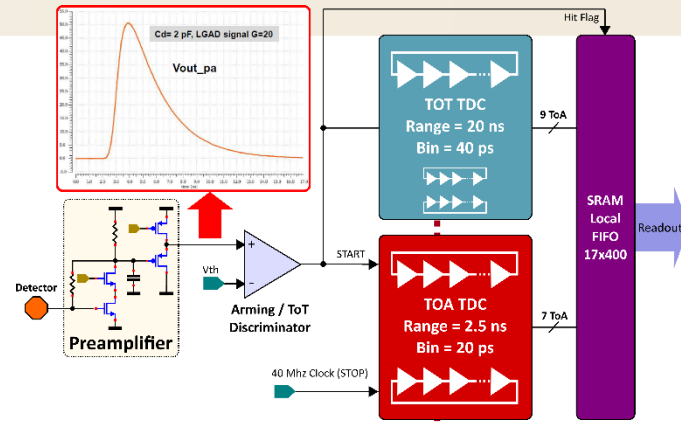 Cd= 2 pF, LGAD signal G=20
Vout_pa
Hit Flag
TOT TDC
Range = 20 ns
Bin = 40 ps
9 ToA
SRAM
Local
FIFO
17x400
Readout
Detector
Preamplifier
Vth
+
−
Arming / ToT
Discriminator
START
TOA TDC
Range = 2.5 ns
Bin = 20 ps
7 ToA
40 Mhz Clock (STOP)